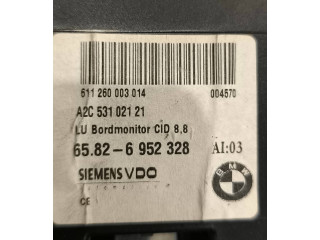 611 260 003 014 004570
A2C 531 021 21
LU Bordmonitor CID 8,8
65.82-6 952 328 AI:03
SIEMENS VDO
BMW
CE